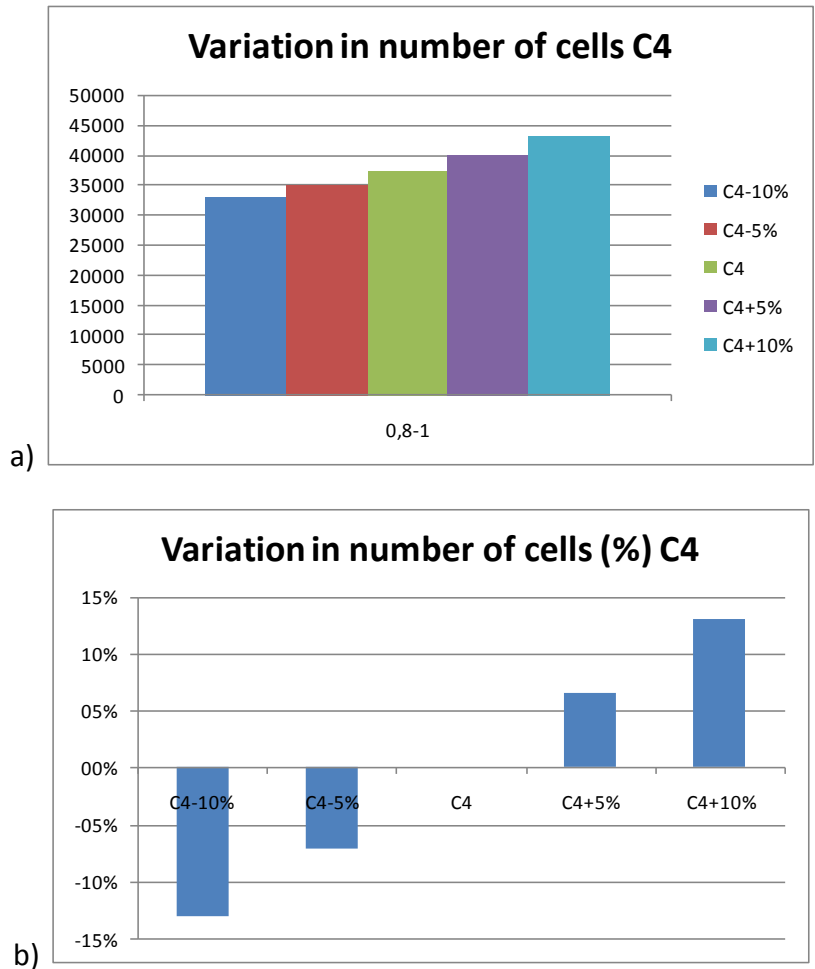 Variation in number of cells C4
50000
45000
40000
35000
30000
25000
20000
15000
10000
5000
0
0,8-1
C4-10%
C4-5%
C4
C4+5%
C4+10%
a)
Variation in number of cells (%) C4
15%
10%
05%
00%
-05%
-10%
-15%
C4-10% C4-5% C4 C4+5% C4+10%
b)